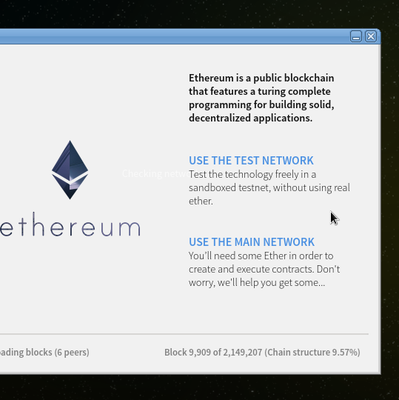 Ethereum is a public blockchain
that features a turing complete
programming for building solid,
decentralized applications.
USE THE TEST NETWORK
Checking
Test the technology freely in a
sandboxed testnet, without using real
ether.
ethereum
USE THE MAIN NETWORK
You'll need some Ether in order to
create and execute contracts. Don't
worry, we'll help you get some...
ading blocks (6 peers)
Block 9,909 of 2,149,207 (Chain structure 9.57%)